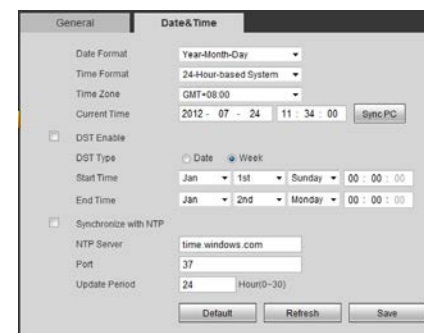 General Date&Time
Date Format Year-Month-Day
Time Format 24-Hour-based System
Time Zone GMT+08:00
Current Time 2012 - 07 - 24 11 : 34 : 00 Sync PC
DST Enable
DST Type Date Week
Start Time Jan 1st Sunday 00 : 00 : 00
End Time Jan 2nd Monday 00 : 00 : 00
Synchronize with NTP
NTP Server time.windows.com
Port 37
Update Period 24 Hour(0~30)
Default Refresh Save